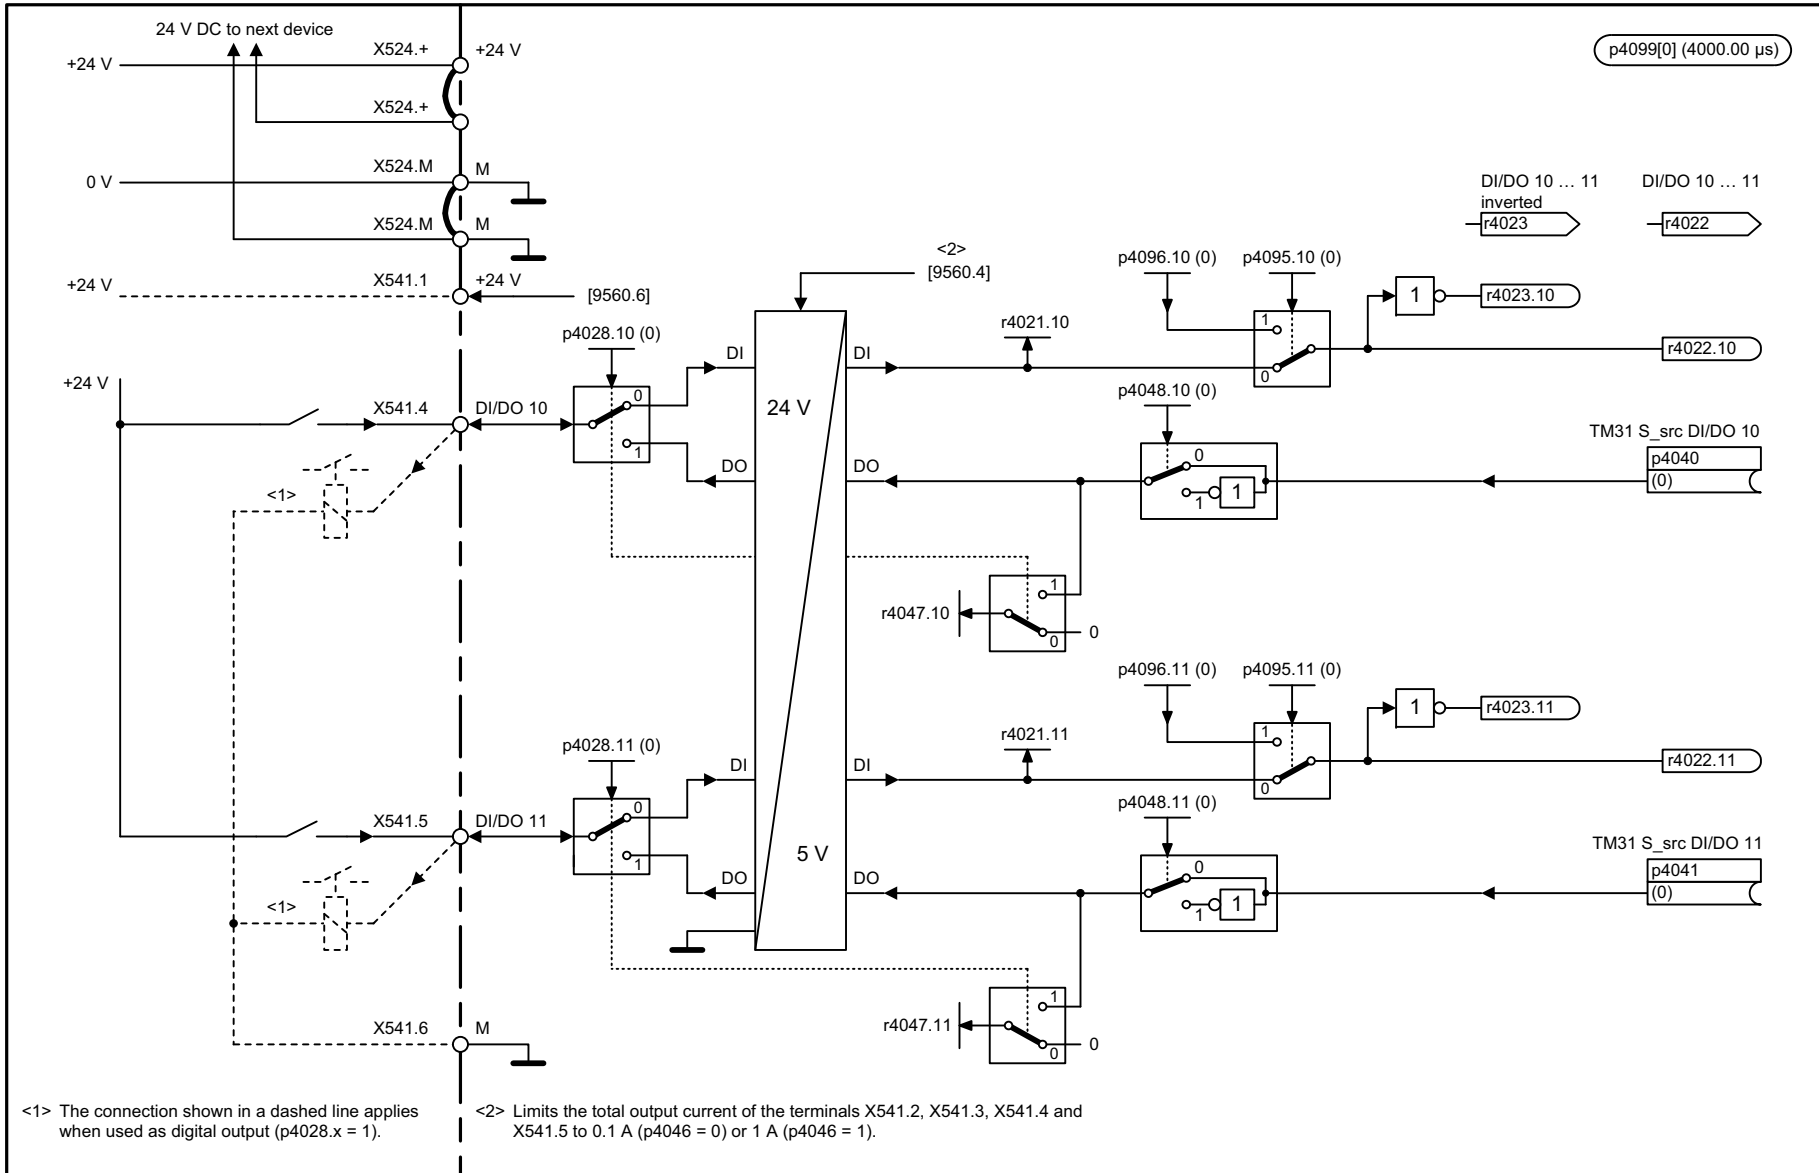 24 V DC to next device
p4099[0] (4000.00 µs)
+24 V
X524.+
+24 V
X524.+
0 V
X524.M
M
X524.M
M
DI/DO 10 … 11
inverted
r4023
DI/DO 10 … 11
r4022
+24 V
X541.1
+24 V
[9560.6]
<2>
[9560.4]
p4096.10 (0)
p4095.10 (0)
1
r4023.10
p4028.10 (0)
DI
DI
r4021.10
1
0
r4022.10
+24 V
X541.4
DI/DO 10
0
1
24 V
p4048.10 (0)
TM31 S_src DI/DO 10
p4040
(0)
DO
DO
0
1
1
<1>
r4047.10
1
0
0
p4096.11 (0)
p4095.11 (0)
1
r4023.11
p4028.11 (0)
DI
DI
r4021.11
1
0
r4022.11
X541.5
DI/DO 11
0
1
5 V
p4048.11 (0)
TM31 S_src DI/DO 11
p4041
(0)
DO
DO
0
1
1
<1>
r4047.11
1
0
0
X541.6
M
<1> The connection shown in a dashed line applies
when used as digital output (p4028.x = 1).
<2> Limits the total output current of the terminals X541.2, X541.3, X541.4 and
X541.5 to 0.1 A (p4046 = 0) or 1 A (p4046 = 1).